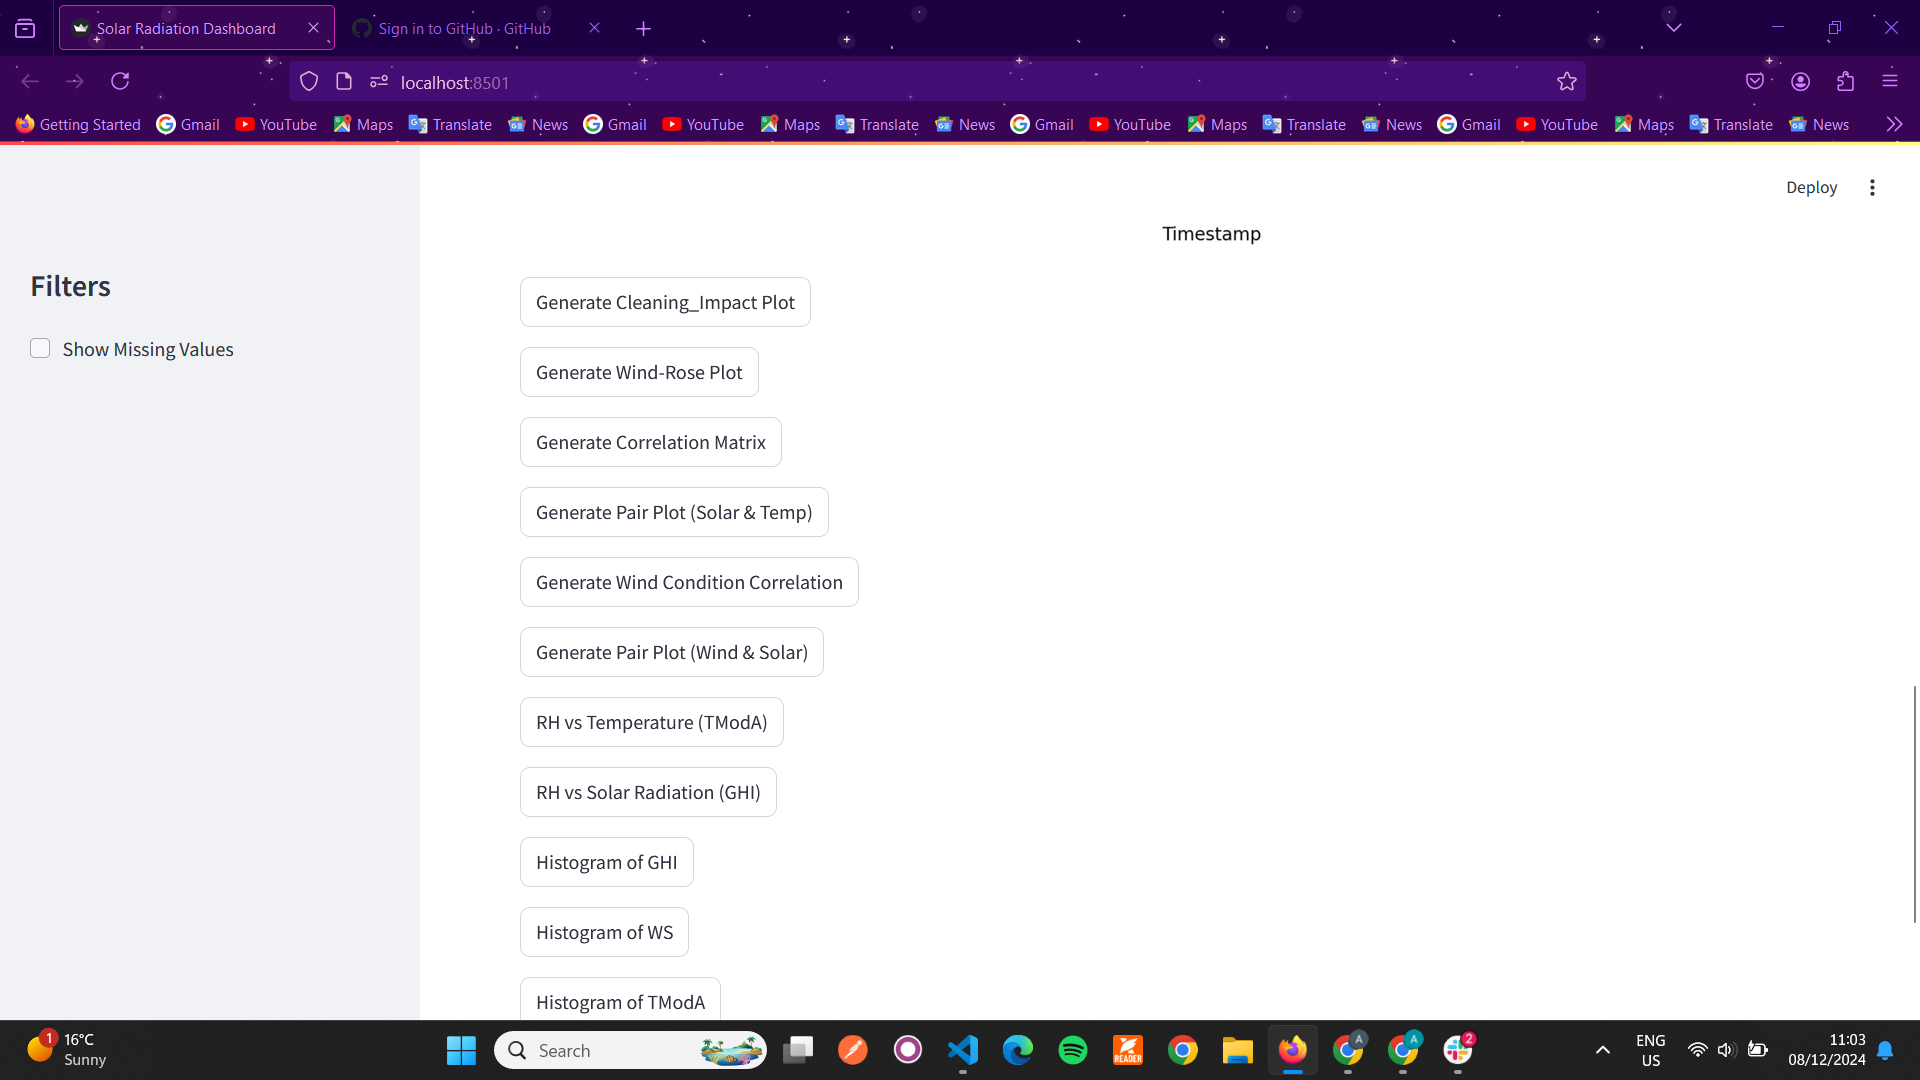 Solar Radiation Dashboard
Sign in to GitHub · GitHub
localhost:8501
Getting Started Gmail YouTube Maps Translate News Gmail YouTube Maps Translate News Gmail YouTube Maps Translate News Gmail YouTube Maps Translate News
Deploy
Timestamp
Filters
Show Missing Values
Generate Cleaning_Impact Plot
Generate Wind-Rose Plot
Generate Correlation Matrix
Generate Pair Plot (Solar & Temp)
Generate Wind Condition Correlation
Generate Pair Plot (Wind & Solar)
RH vs Temperature (TModA)
RH vs Solar Radiation (GHI)
Histogram of GHI
Histogram of WS
Histogram of TModA
1
16°C
Sunny
Search
READER
A
A
2
ENG
US
11:03
08/12/2024